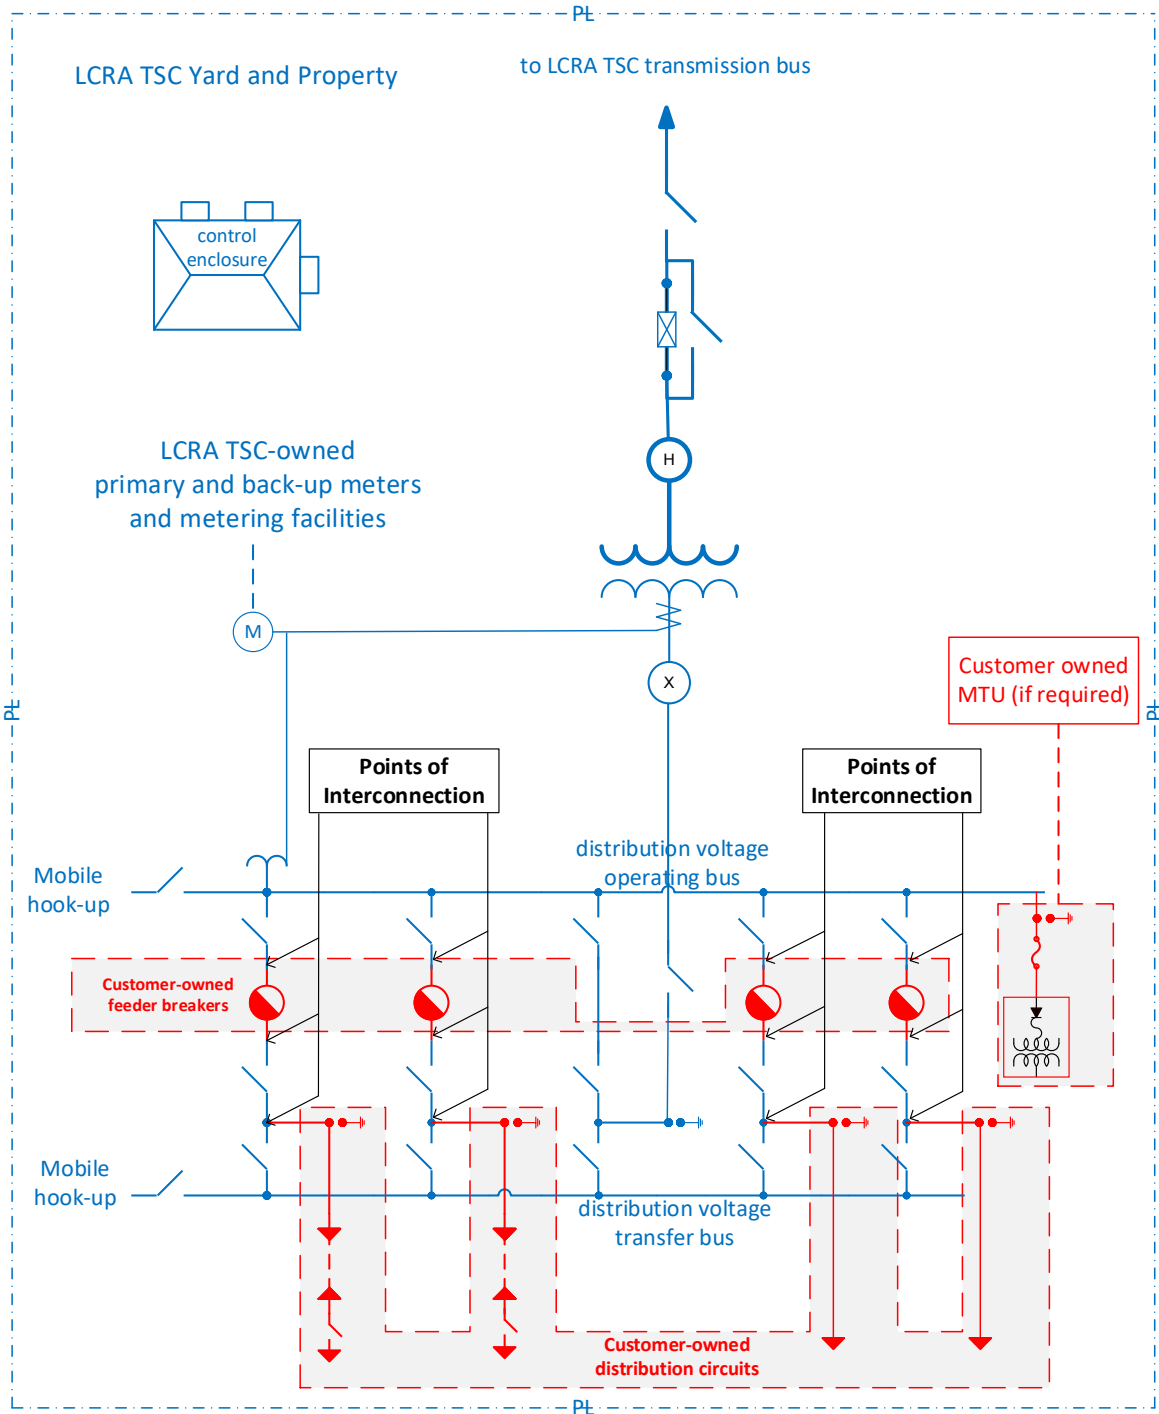 PL
LCRA TSC Yard and Property
to LCRA TSC transmission bus
control
enclosure
LCRA TSC-owned
primary and back-up meters
and metering facilities
H
M
X
Customer owned
MTU (if required)
PL
PL
Points of
Interconnection
Points of
Interconnection
distribution voltage
operating bus
Mobile
hook-up
Customer-owned
feeder breakers
Mobile
hook-up
distribution voltage
transfer bus
Customer-owned
distribution circuits
PL